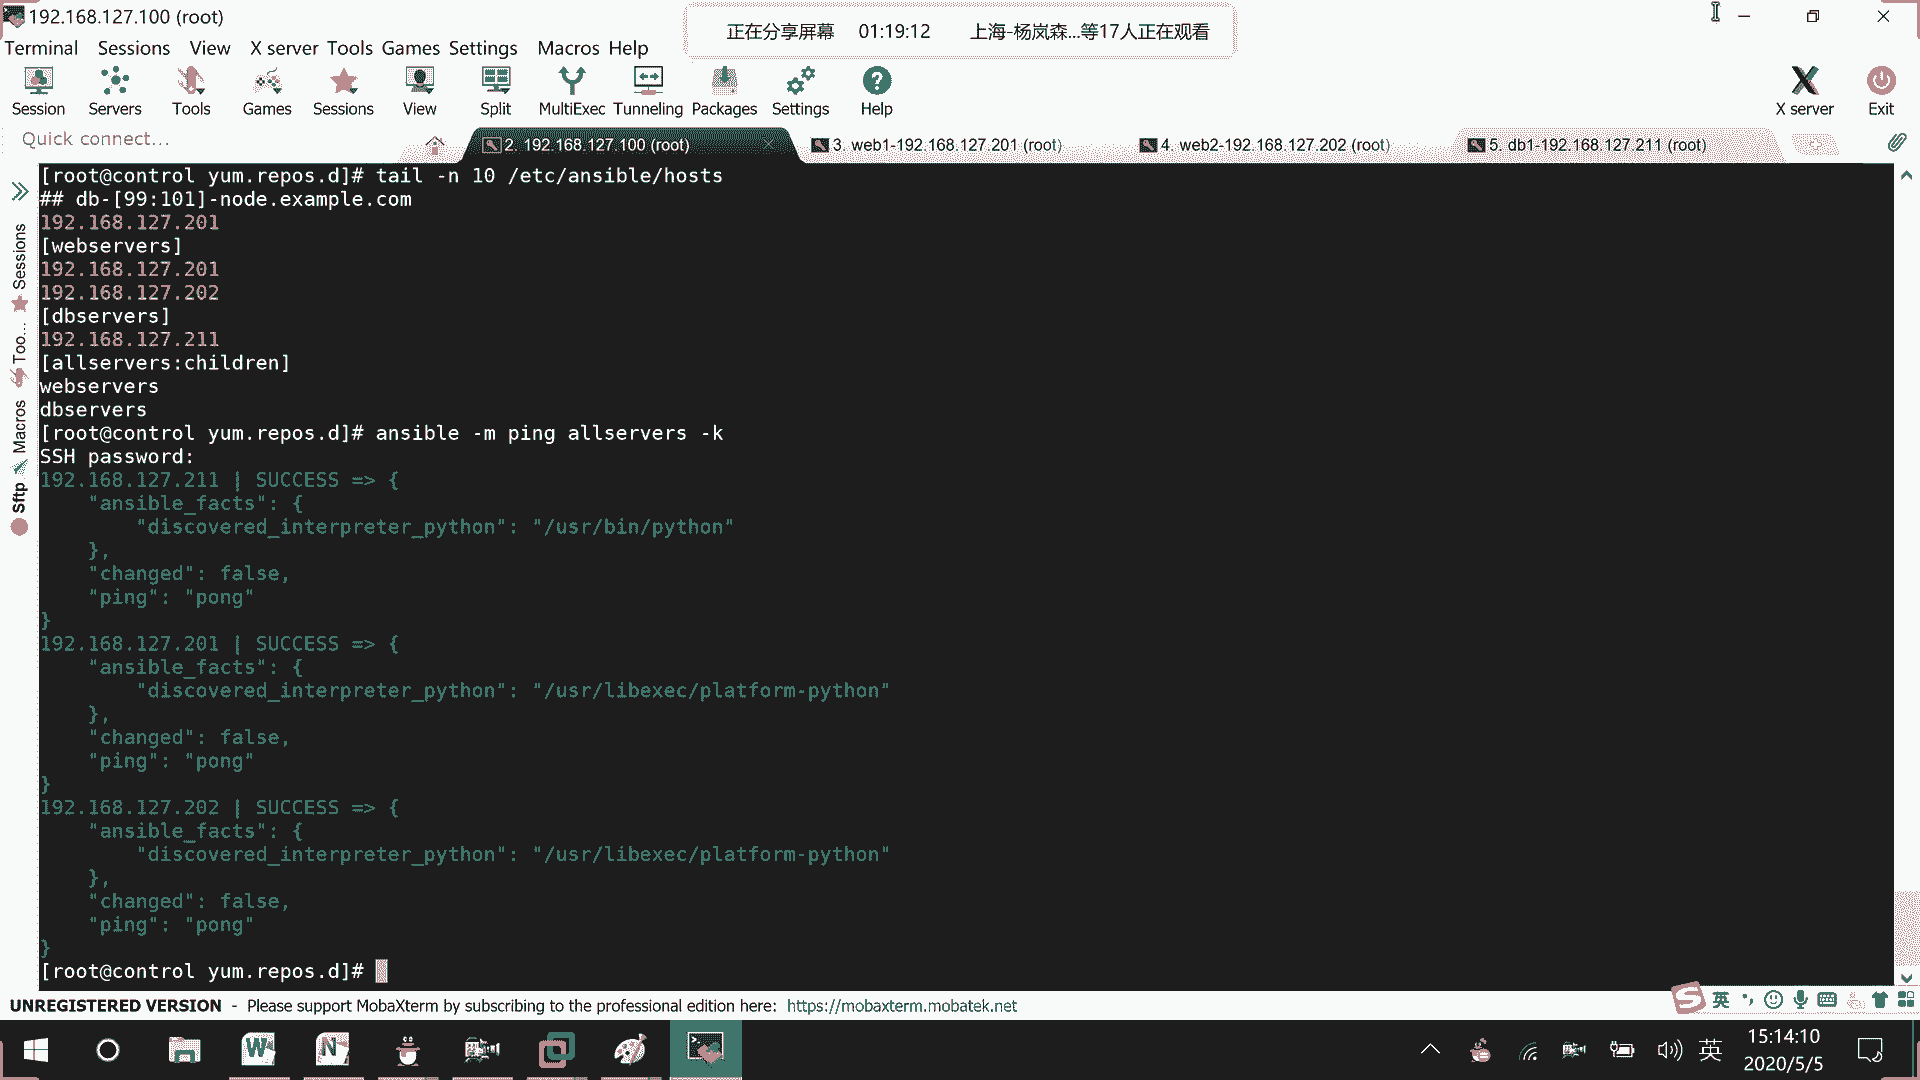 192.168.127.100 (root)
正在分享屏幕 01:19:12 上海-杨岚森...等17人正在观看
Terminal Sessions View X server Tools Games Settings Macros Help
Session Servers Tools Games Sessions View Split MultiExec Tunneling Packages Settings Help X server Exit
Quick connect...
2. 192.168.127.100 (root) 3. web1-192.168.127.201 (root) 4. web2-192.168.127.202 (root) 5. db1-192.168.127.211 (root)
Sessions
Too...
Macros
Sftp
[root@control yum.repos.d]# tail -n 10 /etc/ansible/hosts
## db-[99:101]-node.example.com
192.168.127.201
[webservers]
192.168.127.201
192.168.127.202
[dbservers]
192.168.127.211
[allservers:children]
webservers
dbservers
[root@control yum.repos.d]# ansible -m ping allservers -k
SSH password:
192.168.127.211 | SUCCESS => {
    "ansible_facts": {
        "discovered_interpreter_python": "/usr/bin/python"
    },
    "changed": false,
    "ping": "pong"
}
192.168.127.201 | SUCCESS => {
    "ansible_facts": {
        "discovered_interpreter_python": "/usr/libexec/platform-python"
    },
    "changed": false,
    "ping": "pong"
}
192.168.127.202 | SUCCESS => {
    "ansible_facts": {
        "discovered_interpreter_python": "/usr/libexec/platform-python"
    },
    "changed": false,
    "ping": "pong"
}
[root@control yum.repos.d]#
UNREGISTERED VERSION - Please support MobaXterm by subscribing to the professional edition here: https://mobaxterm.mobatek.net
英
英
15:14:10
2020/5/5